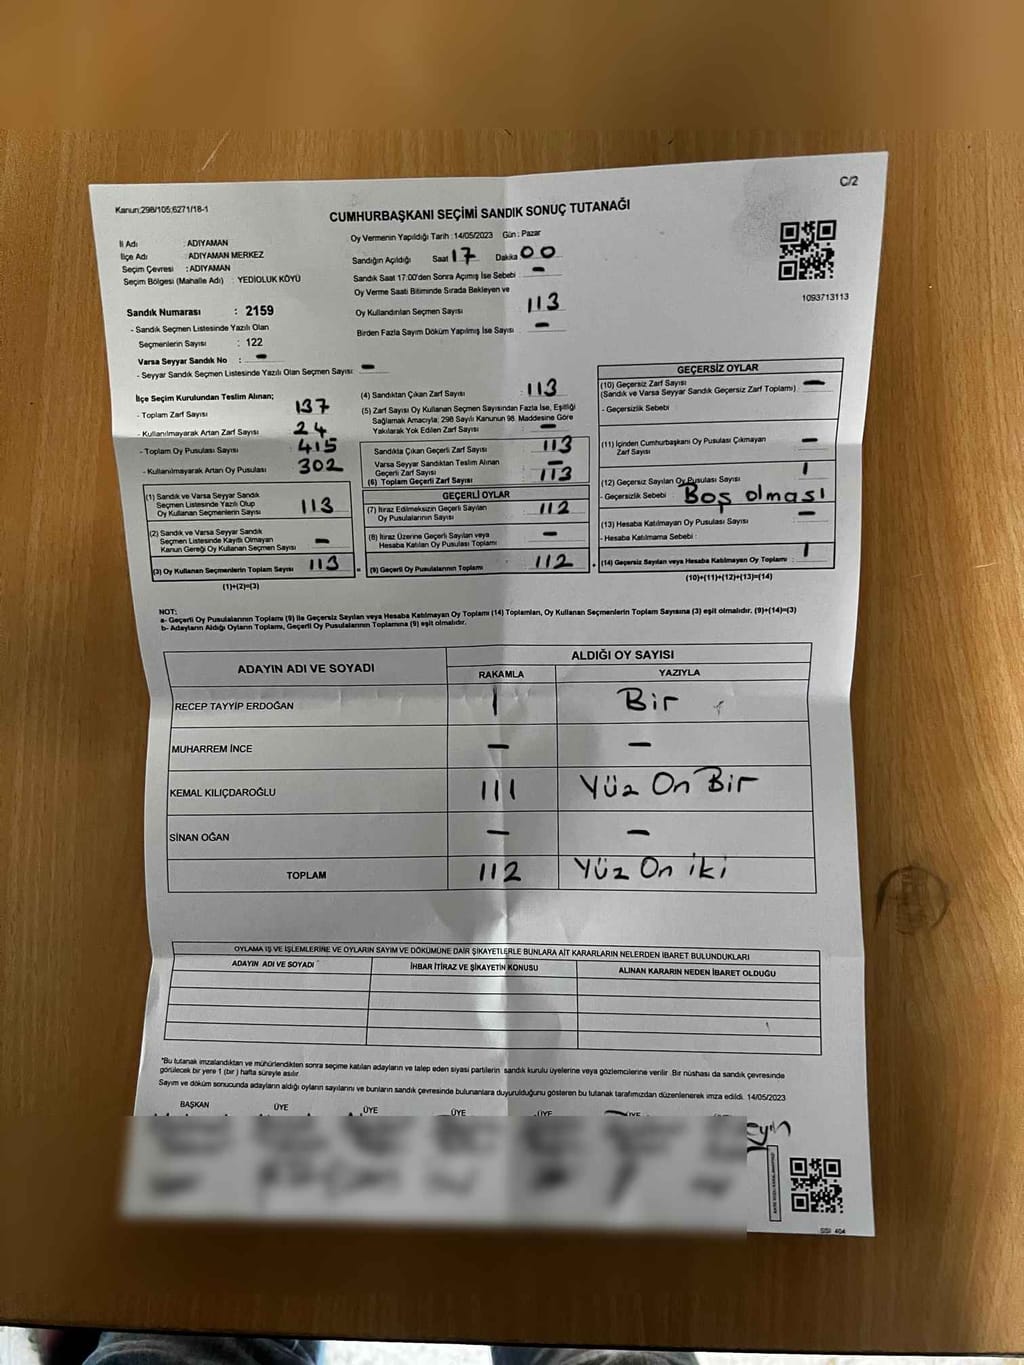 C/2
Kanun;298/105;6271/18-1
CUMHURBAŞKANI SEÇİMİ SANDIK SONUÇ TUTANAĞI
İl Adı : ADIYAMAN
İlçe Adı : ADIYAMAN MERKEZ
Seçim Çevresi : ADIYAMAN
Seçim Bölgesi (Mahalle Adı) : YEDİOLUK KÖYÜ
Sandık Numarası : 2159
- Sandık Seçmen Listesinde Yazılı Olan
Seçmenlerin Sayısı : 122
Varsa Seyyar Sandık No : -
- Seyyar Sandık Seçmen Listesinde Yazılı Olan Seçmen Sayısı : -
Oy Vermenin Yapıldığı Tarih : 14/05/2023 Gün : Pazar
Sandığın Açıldığı Saat 17 Dakika 00
Sandık Saat 17:00'den Sonra Açımış İse Sebebi : -
Oy Verme Saati Bitiminde Sırada Bekleyen ve
Oy Kullandırılan Seçmen Sayısı : 113
Birden Fazla Sayım Döküm Yapılmış İse Sayısı : -
1093713113
İlçe Seçim Kurulundan Teslim Alınan;
- Toplam Zarf Sayısı : 137
- Kullanılmayarak Artan Zarf Sayısı : 24
- Toplam Oy Pusulası Sayısı : 415
- Kullanılmayarak Artan Oy Pusulası : 302
(1) Sandık ve Varsa Seyyar Sandık
Seçmen Listesinde Yazılı Olup
Oy Kullanan Seçmenlerin Sayısı : 113
(2) Sandık ve Varsa Seyyar Sandık
Seçmen Listesinde Kayıtlı Olmayan
Kanun Gereği Oy Kullanan Seçmen Sayısı : -
(3) Oy Kullanan Seçmenlerin Toplam Sayısı : 113
(1)+(2)=(3)
(4) Sandıktan Çıkan Zarf Sayısı : 113
(5) Zarf Sayısı Oy Kullanan Seçmen Sayısından Fazla İse, Eşitliği
Sağlamak Amacıyla; 298 Sayılı Kanunun 98. Maddesine Göre
Yakılarak Yok Edilen Zarf Sayısı : -
Sandıkta Çıkan Geçerli Zarf Sayısı : 113
Varsa Seyyar Sandıktan Teslim Alınan
Geçerli Zarf Sayısı : -
(6) Toplam Geçerli Zarf Sayısı : 113
GEÇERLİ OYLAR
(7) İtiraz Edilmeksizin Geçerli Sayılan
Oy Pusulalarının Sayısı : 112
(8) İtiraz Üzerine Geçerli Sayılan veya
Hesaba Katılan Oy Pusulası Toplamı : -
= (9) Geçerli Oy Pusulalarının Toplamı : 112 +
GEÇERSİZ OYLAR
(10) Geçersiz Zarf Sayısı
(Sandık ve Varsa Seyyar Sandık Geçersiz Zarf Toplamı) : -
- Geçersizlik Sebebi :
(11) İçinden Cumhurbaşkanı Oy Pusulası Çıkmayan
Zarf Sayısı : -
(12) Geçersiz Sayılan Oy Pusulası Sayısı : 1
- Geçersizlik Sebebi : Boş olması
(13) Hesaba Katılmayan Oy Pusulası Sayısı : -
- Hesaba Katılmama Sebebi :
(14) Geçersiz Sayılan veya Hesaba Katılmayan Oy Toplamı : 1
(10)+(11)+(12)+(13)=(14)
NOT;
a- Geçerli Oy Pusulalarının Toplamı (9) ile Geçersiz Sayılan veya Hesaba Katılmayan Oy Toplamı (14) Toplamları, Oy Kullanan Seçmenlerin Toplam Sayısına (3) eşit olmalıdır. (9)+(14)=(3)
b- Adayların Aldığı Oyların Toplamı, Geçerli Oy Pusulalarının Toplamına (9) eşit olmalıdır.
ADAYIN ADI VE SOYADI ALDIĞI OY SAYISI
RAKAMLA YAZIYLA
RECEP TAYYİP ERDOĞAN 1 Bir
MUHARREM İNCE - -
KEMAL KILIÇDAROĞLU 111 Yüz On Bir
SİNAN OĞAN - -
TOPLAM 112 Yüz On iki
OYLAMA İŞ VE İŞLEMLERİNE VE OYLARIN SAYIM VE DÖKÜMÜNE DAİR ŞİKAYETLERLE BUNLARA AİT KARARLARIN NELERDEN İBARET BULUNDUKLARI
ADAYIN ADI VE SOYADI İHBAR İTİRAZ VE ŞİKAYETİN KONUSU ALINAN KARARIN NEDEN İBARET OLDUĞU
*Bu tutanak imzalandıktan ve mühürlendikten sonra seçime katılan adayların ve talep eden siyasi partilerin sandık kurulu üyelerine veya gözlemcilerine verilir. Bir nüshası da sandık çevresinde
görülecek bir yere 1 (bir) hafta süreyle asılır.
Sayım ve döküm sonucunda adayların aldığı oyların sayılarını ve bunların sandık çevresinde bulunanlara duyurulduğunu gösteren bu tutanak tarafımızdan düzenlenerek imza edildi. 14/05/2023
BAŞKAN ÜYE ÜYE ÜYE ÜYE ÜYE
SSI 404